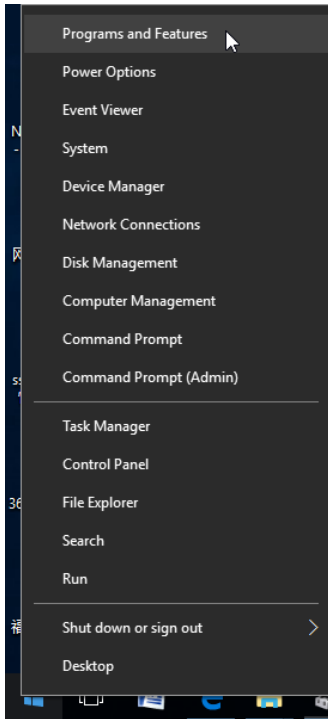 Programs and Features
Power Options
Event Viewer
System
Device Manager
Network Connections
Disk Management
Computer Management
Command Prompt
Command Prompt (Admin)
Task Manager
Control Panel
File Explorer
Search
Run
Shut down or sign out
Desktop